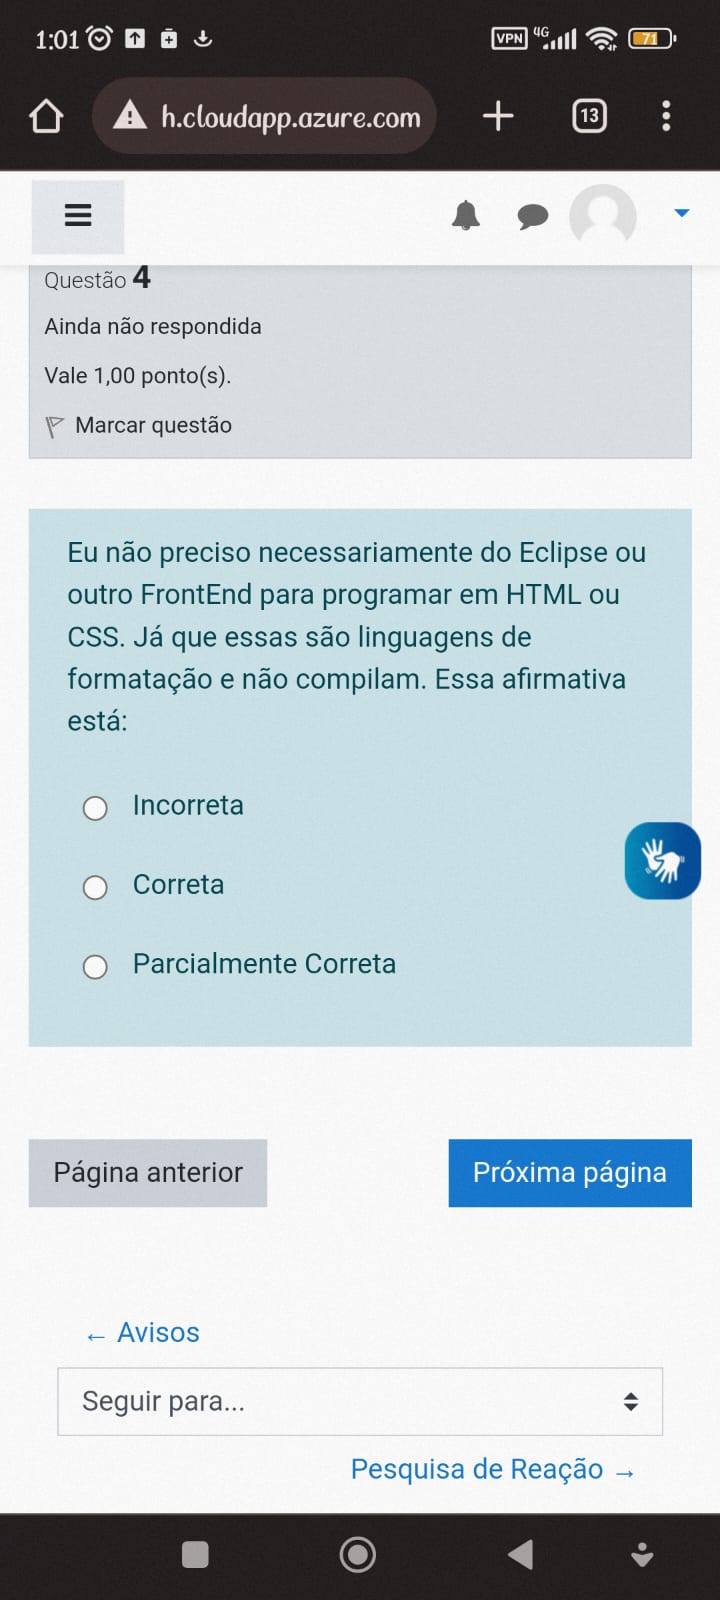 1:01
VPN 4G 71
h.cloudapp.azure.com
13
Questão 4
Ainda não respondida
Vale 1,00 ponto(s).
Marcar questão
Eu não preciso necessariamente do Eclipse ou
outro FrontEnd para programar em HTML ou
CSS. Já que essas são linguagens de
formatação e não compilam. Essa afirmativa
está:
Incorreta
Correta
Parcialmente Correta
Página anterior
Próxima página
← Avisos
Seguir para...
Pesquisa de Reação →